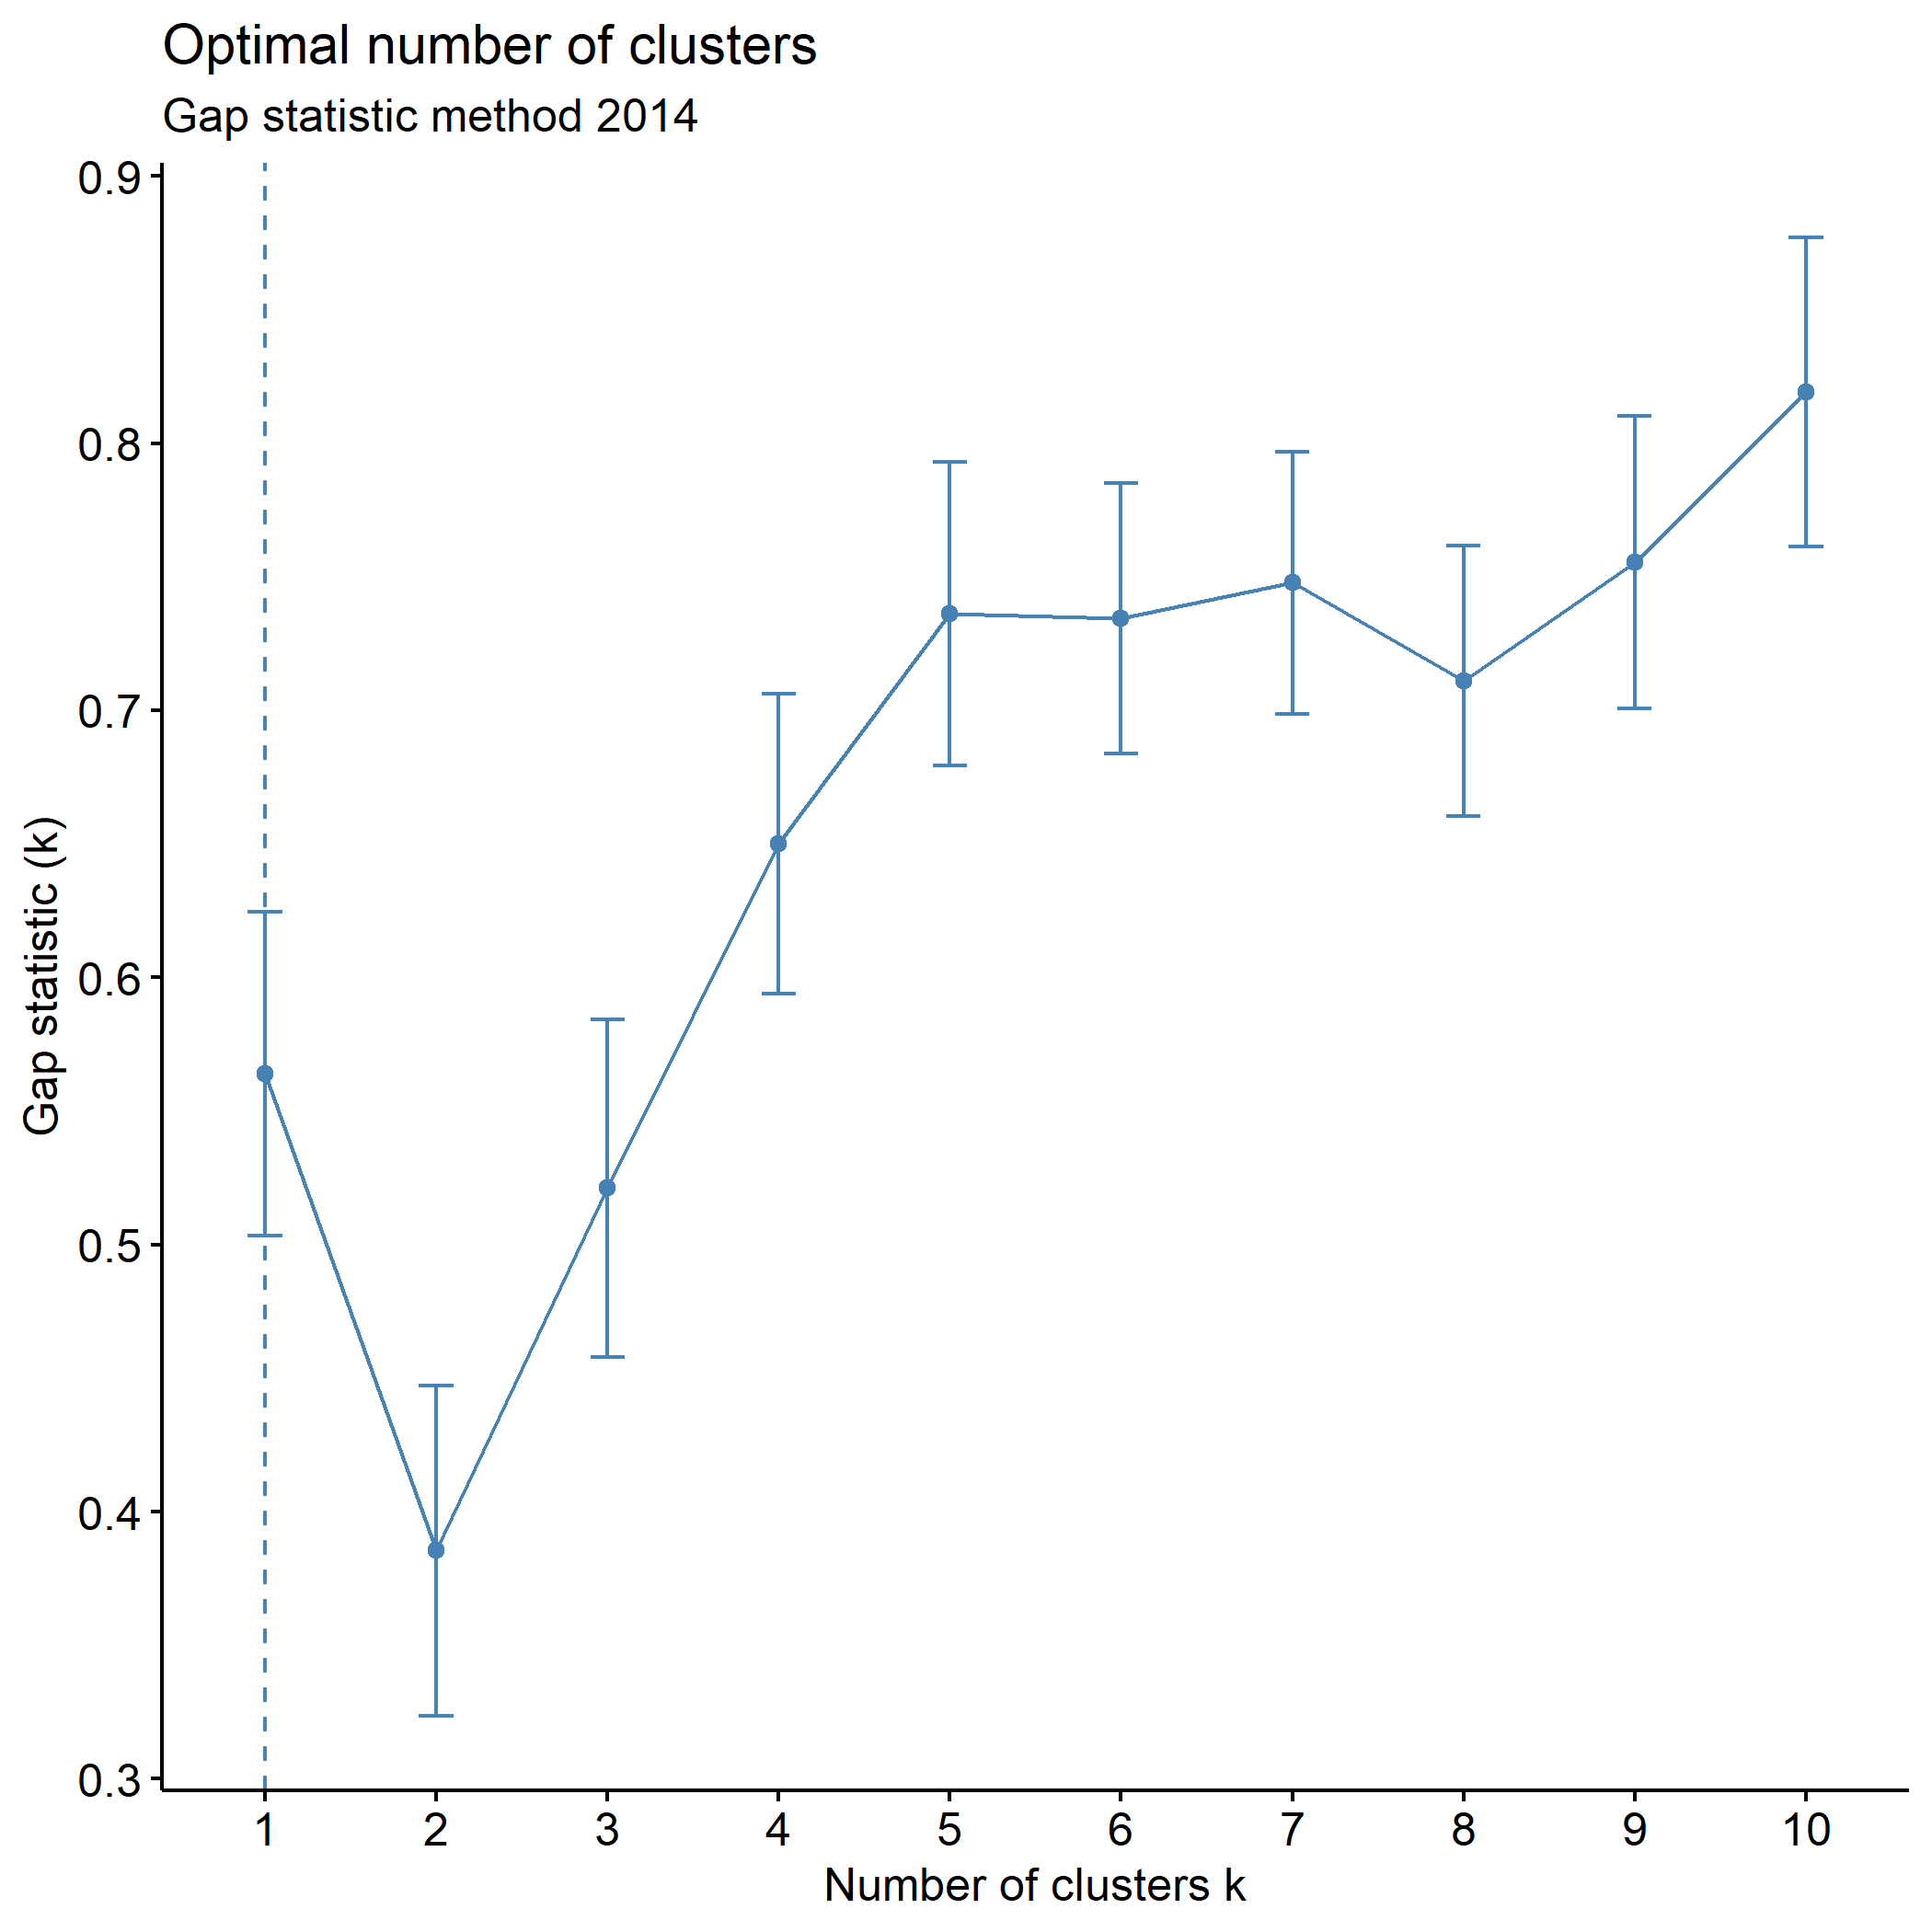 Optimal number of clusters
Gap statistic method 2014
0.9
0.8
0.7
0.6
0.5
0.4
0.3
Gap statistic (k)
1 2 3 4 5 6 7 8 9 10
Number of clusters k